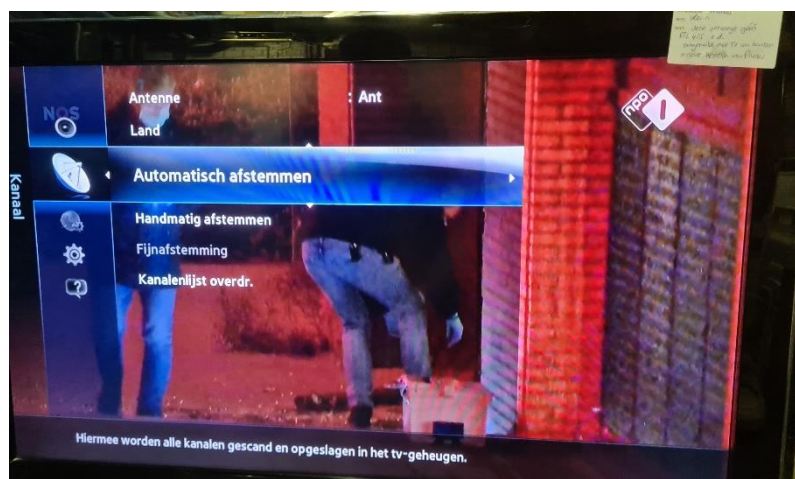 NOS
Antenne : Ant
Land
npo 1
Kanaal
Automatisch afstemmen
Handmatig afstemmen
Fijnafstemming
Kanalenlijst overdr.
Hiermee worden alle kanalen gescand en opgeslagen in het tv-geheugen.